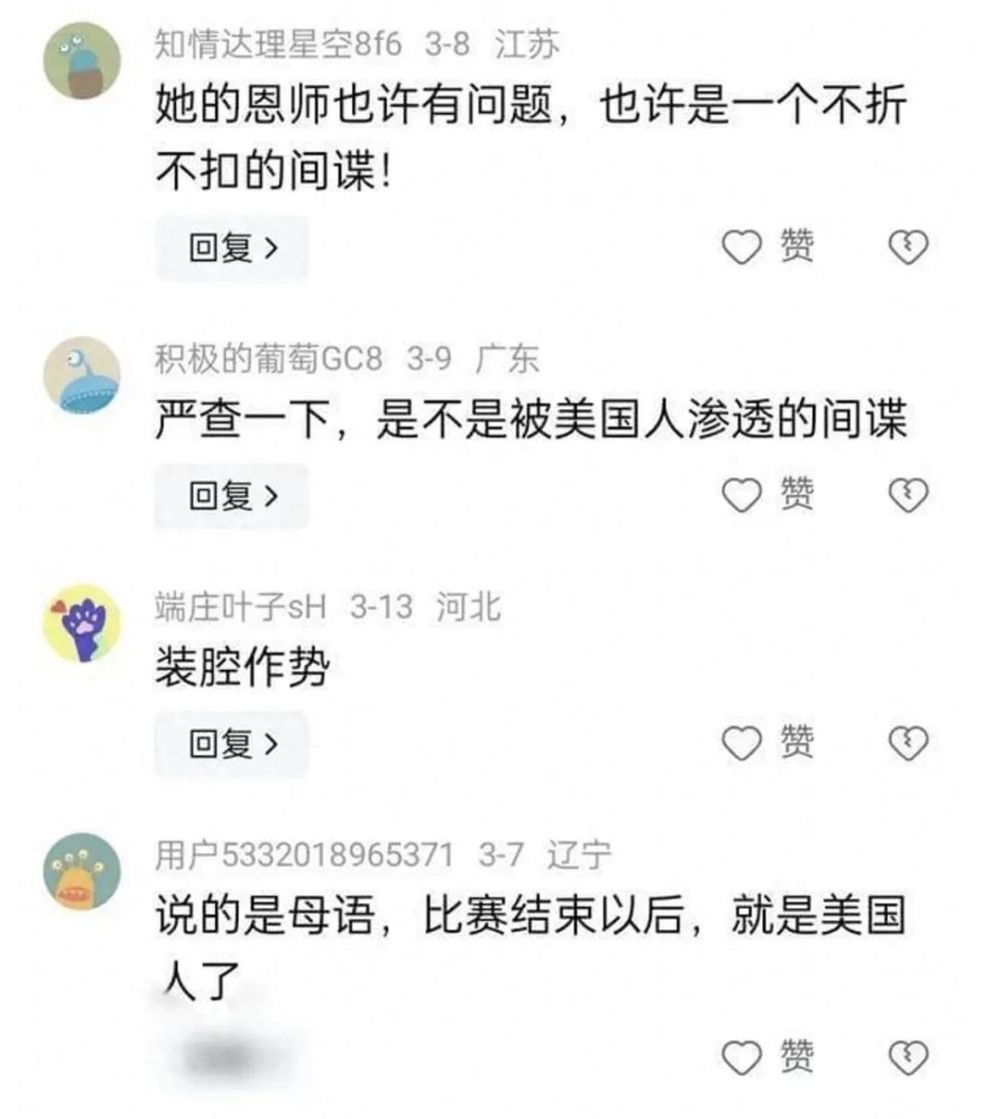 知情达理星空8f6 3-8 江苏
她的恩师也许有问题，也许是一个不折
不扣的间谍！
回复 >
赞
积极的葡萄GC8 3-9 广东
严查一下，是不是被美国人渗透的间谍
回复 >
赞
端庄叶子sH 3-13 河北
装腔作势
回复 >
赞
用户5332018965371 3-7 辽宁
说的是母语，比赛结束以后，就是美国
人了
赞